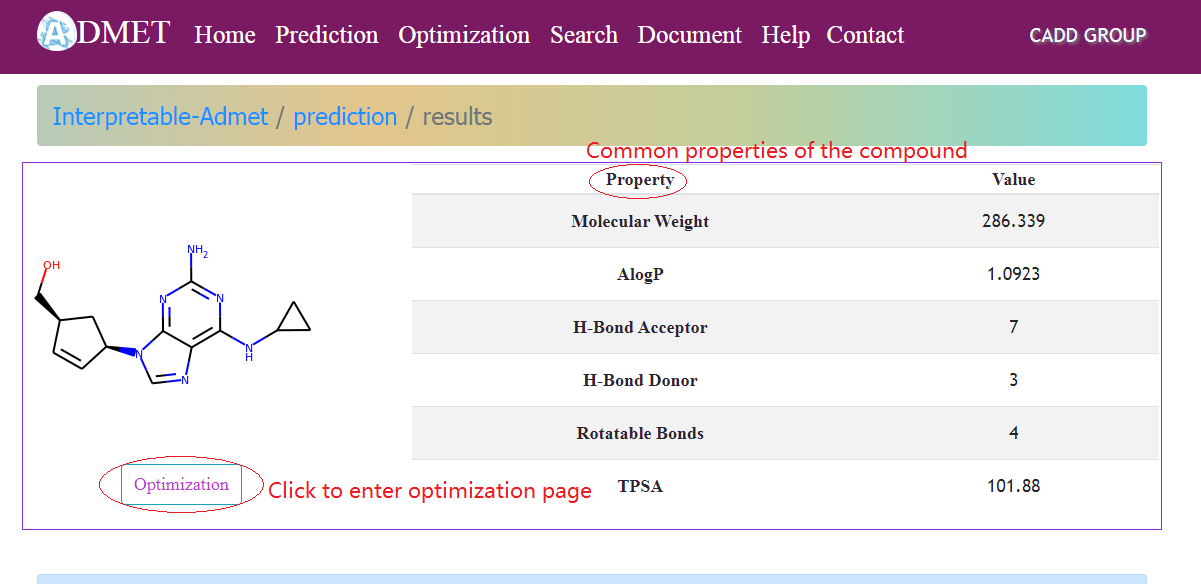 ADMET Home Prediction Optimization Search Document Help Contact CADD GROUP
Interpretable-Admet / prediction / results
Common properties of the compound
Property Value
Molecular Weight 286.339
AlogP 1.0923
H-Bond Acceptor 7
H-Bond Donor 3
Rotatable Bonds 4
TPSA 101.88
NH2
OH
N N
N N
H
N
Optimization
Click to enter optimization page